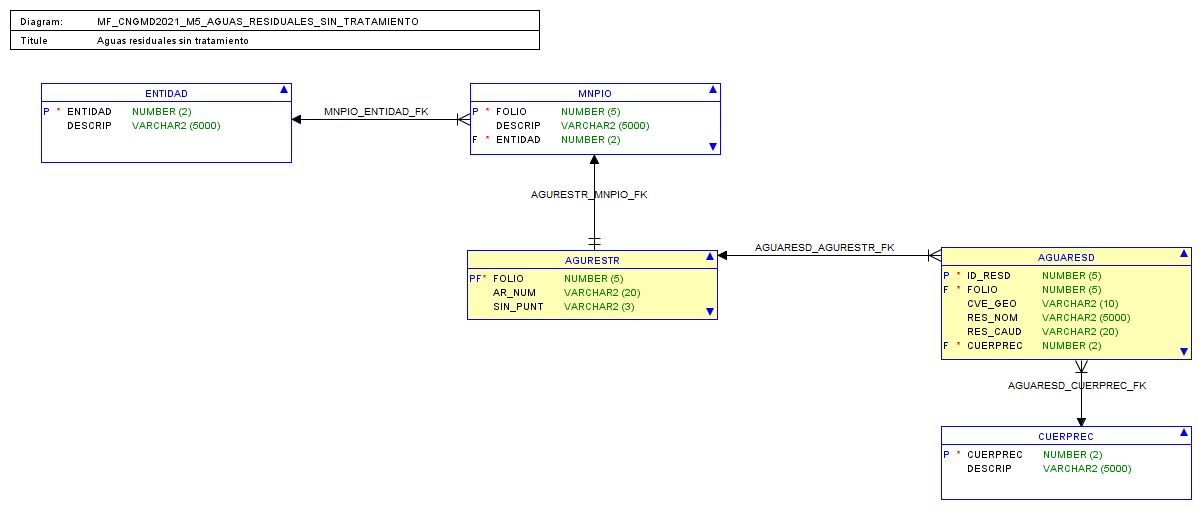 Diagram: MF_CNGMD2021_M5_AGUAS_RESIDUALES_SIN_TRATAMIENTO
Titule Aguas residuales sin tratamiento
ENTIDAD
P * ENTIDAD NUMBER (2)
DESCRIP VARCHAR2 (5000)
MNPIO_ENTIDAD_FK
MNPIO
P * FOLIO NUMBER (5)
DESCRIP VARCHAR2 (5000)
F * ENTIDAD NUMBER (2)
AGURESTR_MNPIO_FK
AGURESTR
PF* FOLIO NUMBER (5)
AR_NUM VARCHAR2 (20)
SIN_PUNT VARCHAR2 (3)
AGUARESD_AGURESTR_FK
AGUARESD
P * ID_RESD NUMBER (5)
F * FOLIO NUMBER (5)
CVE_GEO VARCHAR2 (10)
RES_NOM VARCHAR2 (5000)
RES_CAUD VARCHAR2 (20)
F * CUERPREC NUMBER (2)
AGUARESD_CUERPREC_FK
CUERPREC
P * CUERPREC NUMBER (2)
DESCRIP VARCHAR2 (5000)